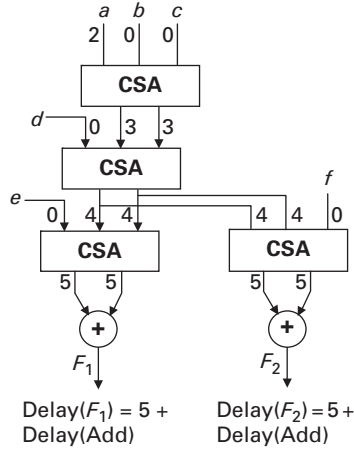 a b c
2 0 0
CSA
d 0 3 3
CSA
e 0 4 4 4 4 0 f
CSA CSA
5 5 5 5
+ +
F1 F2
Delay(F1) = 5 + Delay(F2) = 5 +
Delay(Add) Delay(Add)